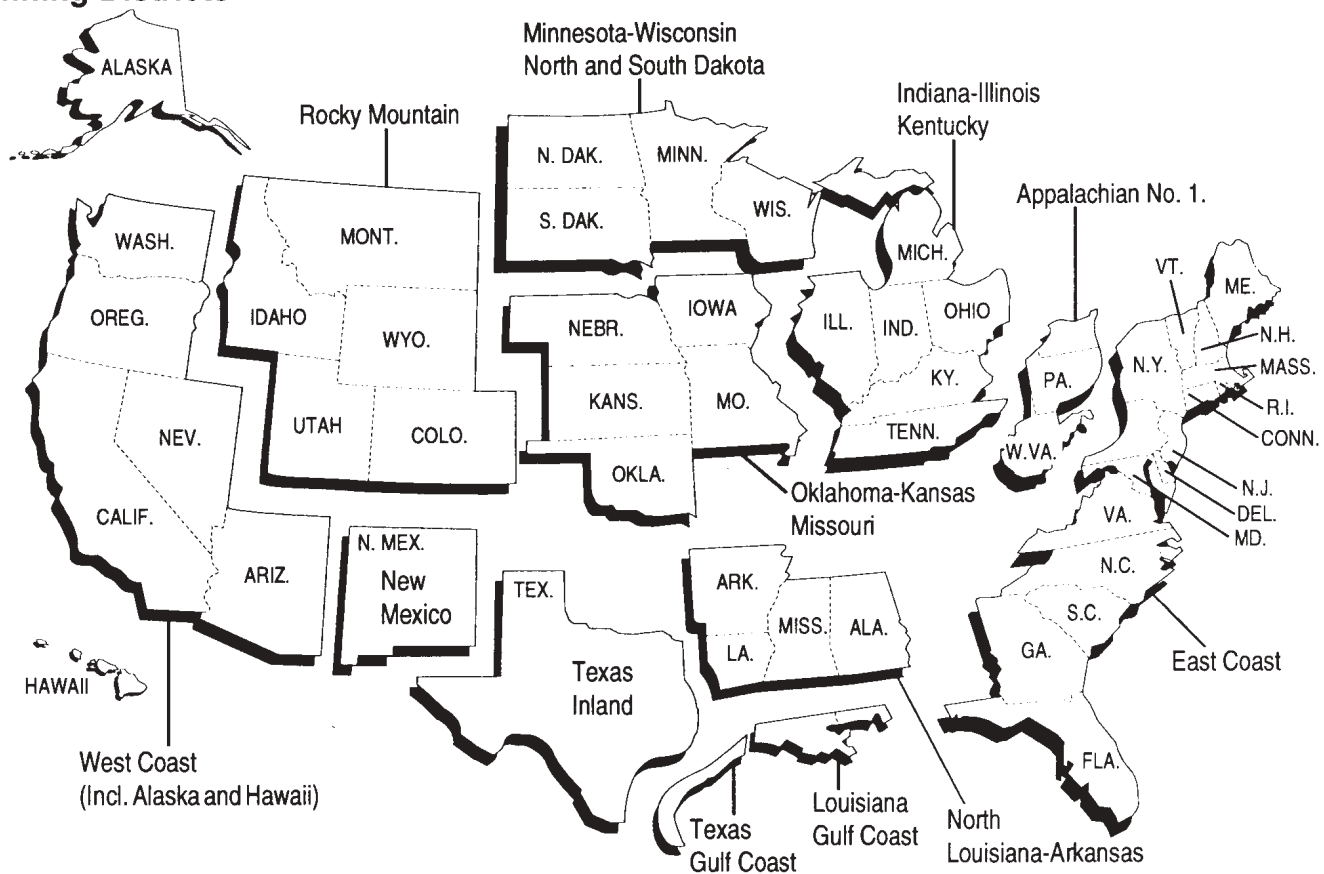 Minnesota-Wisconsin
North and South Dakota
ALASKA
Rocky Mountain
Indiana-Illinois
Kentucky
Appalachian No. 1.
N. DAK.
MINN.
S. DAK.
WIS.
WASH.
MONT.
MICH.
VT.
ME.
OREG.
IDAHO
WYO.
NEBR.
IOWA
ILL.
IND.
OHIO
N.Y.
N.H.
MASS.
PA.
KY.
R.I.
CONN.
NEV.
UTAH
COLO.
KANS.
MO.
TENN.
W.VA.
OKLA.
Oklahoma-Kansas
Missouri
N.J.
DEL.
MD.
CALIF.
VA.
ARIZ.
N. MEX.
New
Mexico
TEX.
ARK.
MISS.
ALA.
LA.
N.C.
S.C.
GA.
East Coast
HAWAII
Texas
Inland
FLA.
West Coast
(Incl. Alaska and Hawaii)
Texas
Gulf Coast
Louisiana
Gulf Coast
North
Louisiana-Arkansas